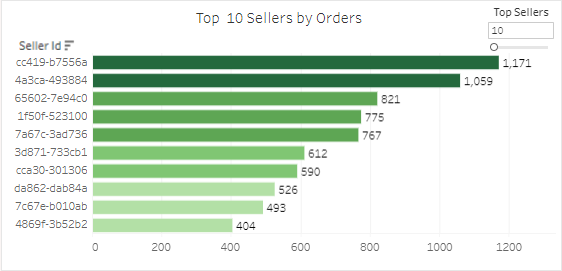 Top 10 Sellers by Orders
Top Sellers
10
Seller Id
cc419-b7556a 1,171
4a3ca-493884 1,059
65602-7e94c0 821
1f50f-523100 775
7a67c-3ad736 767
3d871-733cb1 612
cca30-301306 590
da862-dab84a 526
7c67e-b010ab 493
4869f-3b52b2 404
0 200 400 600 800 1000 1200